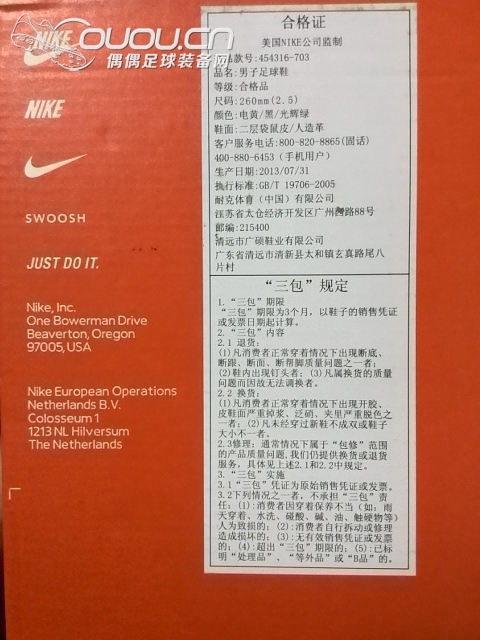 NIKE
ouou.cn
偶偶足球装备网
NIKE
SWOOSH
JUST DO IT.
Nike, Inc.
One Bowerman Drive
Beaverton, Oregon
97005, USA
Nike European Operations
Netherlands B.V.
Colosseum 1
1213 NL Hilversum
The Netherlands
合格证
美国NIKE公司监制
品款号:454316-703
品名:男子足球鞋
等级:合格品
尺码:260mm(2.5)
颜色:电黄/黑/光辉绿
鞋面:二层袋鼠皮/人造革
客户服务电话:800-820-8865(固话)
400-880-6453（手机用户）
生产日期:2013/07/31
执行标准:GB/T 19706-2005
耐克体育（中国）有限公司
江苏省太仓经济开发区广州东路88号
邮编:215400
清远市广硕鞋业有限公司
广东省清远市清新县太和镇玄真路尾八
片村
“三包”规定
1.“三包”期限
“三包”期限为3个月，以鞋子的销售凭证
或发票日期起计算。
2.“三包”内容
2.1 退货:
(1)凡消费者正常穿着情况下出现断底、
断跟、断面、断帮脚质量问题之一者;
(2)鞋内出现钉头者; (3)凡属换货的质量
问题而因故无法调换者。
2.2 换货:
(1)凡消费者正常穿着情况下出现开胶、
皮鞋面严重掉浆、泛硝、夹里严重脱色之
一者; (2)凡未经穿过新鞋不成双或鞋子
大小不一者。
2.3修理: 通常情况下属于“包修”范围
的产品质量问题,我们仍提供换货或退货
服务, 具体见上述2.1和2.2中规定。
3.“三包”实施
3.1“三包”凭证为原始销售凭证或发票。
3.2下列情况之一者, 不承担“三包”责
任: (1):消费者因穿着保养不当（如: 雨
天穿着、水洗、碰酸、碱、油、触硬物等）
人为致损的; (2):消费者自行拆动或修理
造成损坏的; (3):无有效销售凭证或发票
的; (4):超出“三包”期限的; (5):已标
明“处理品”、“等外品”或“B品”的。